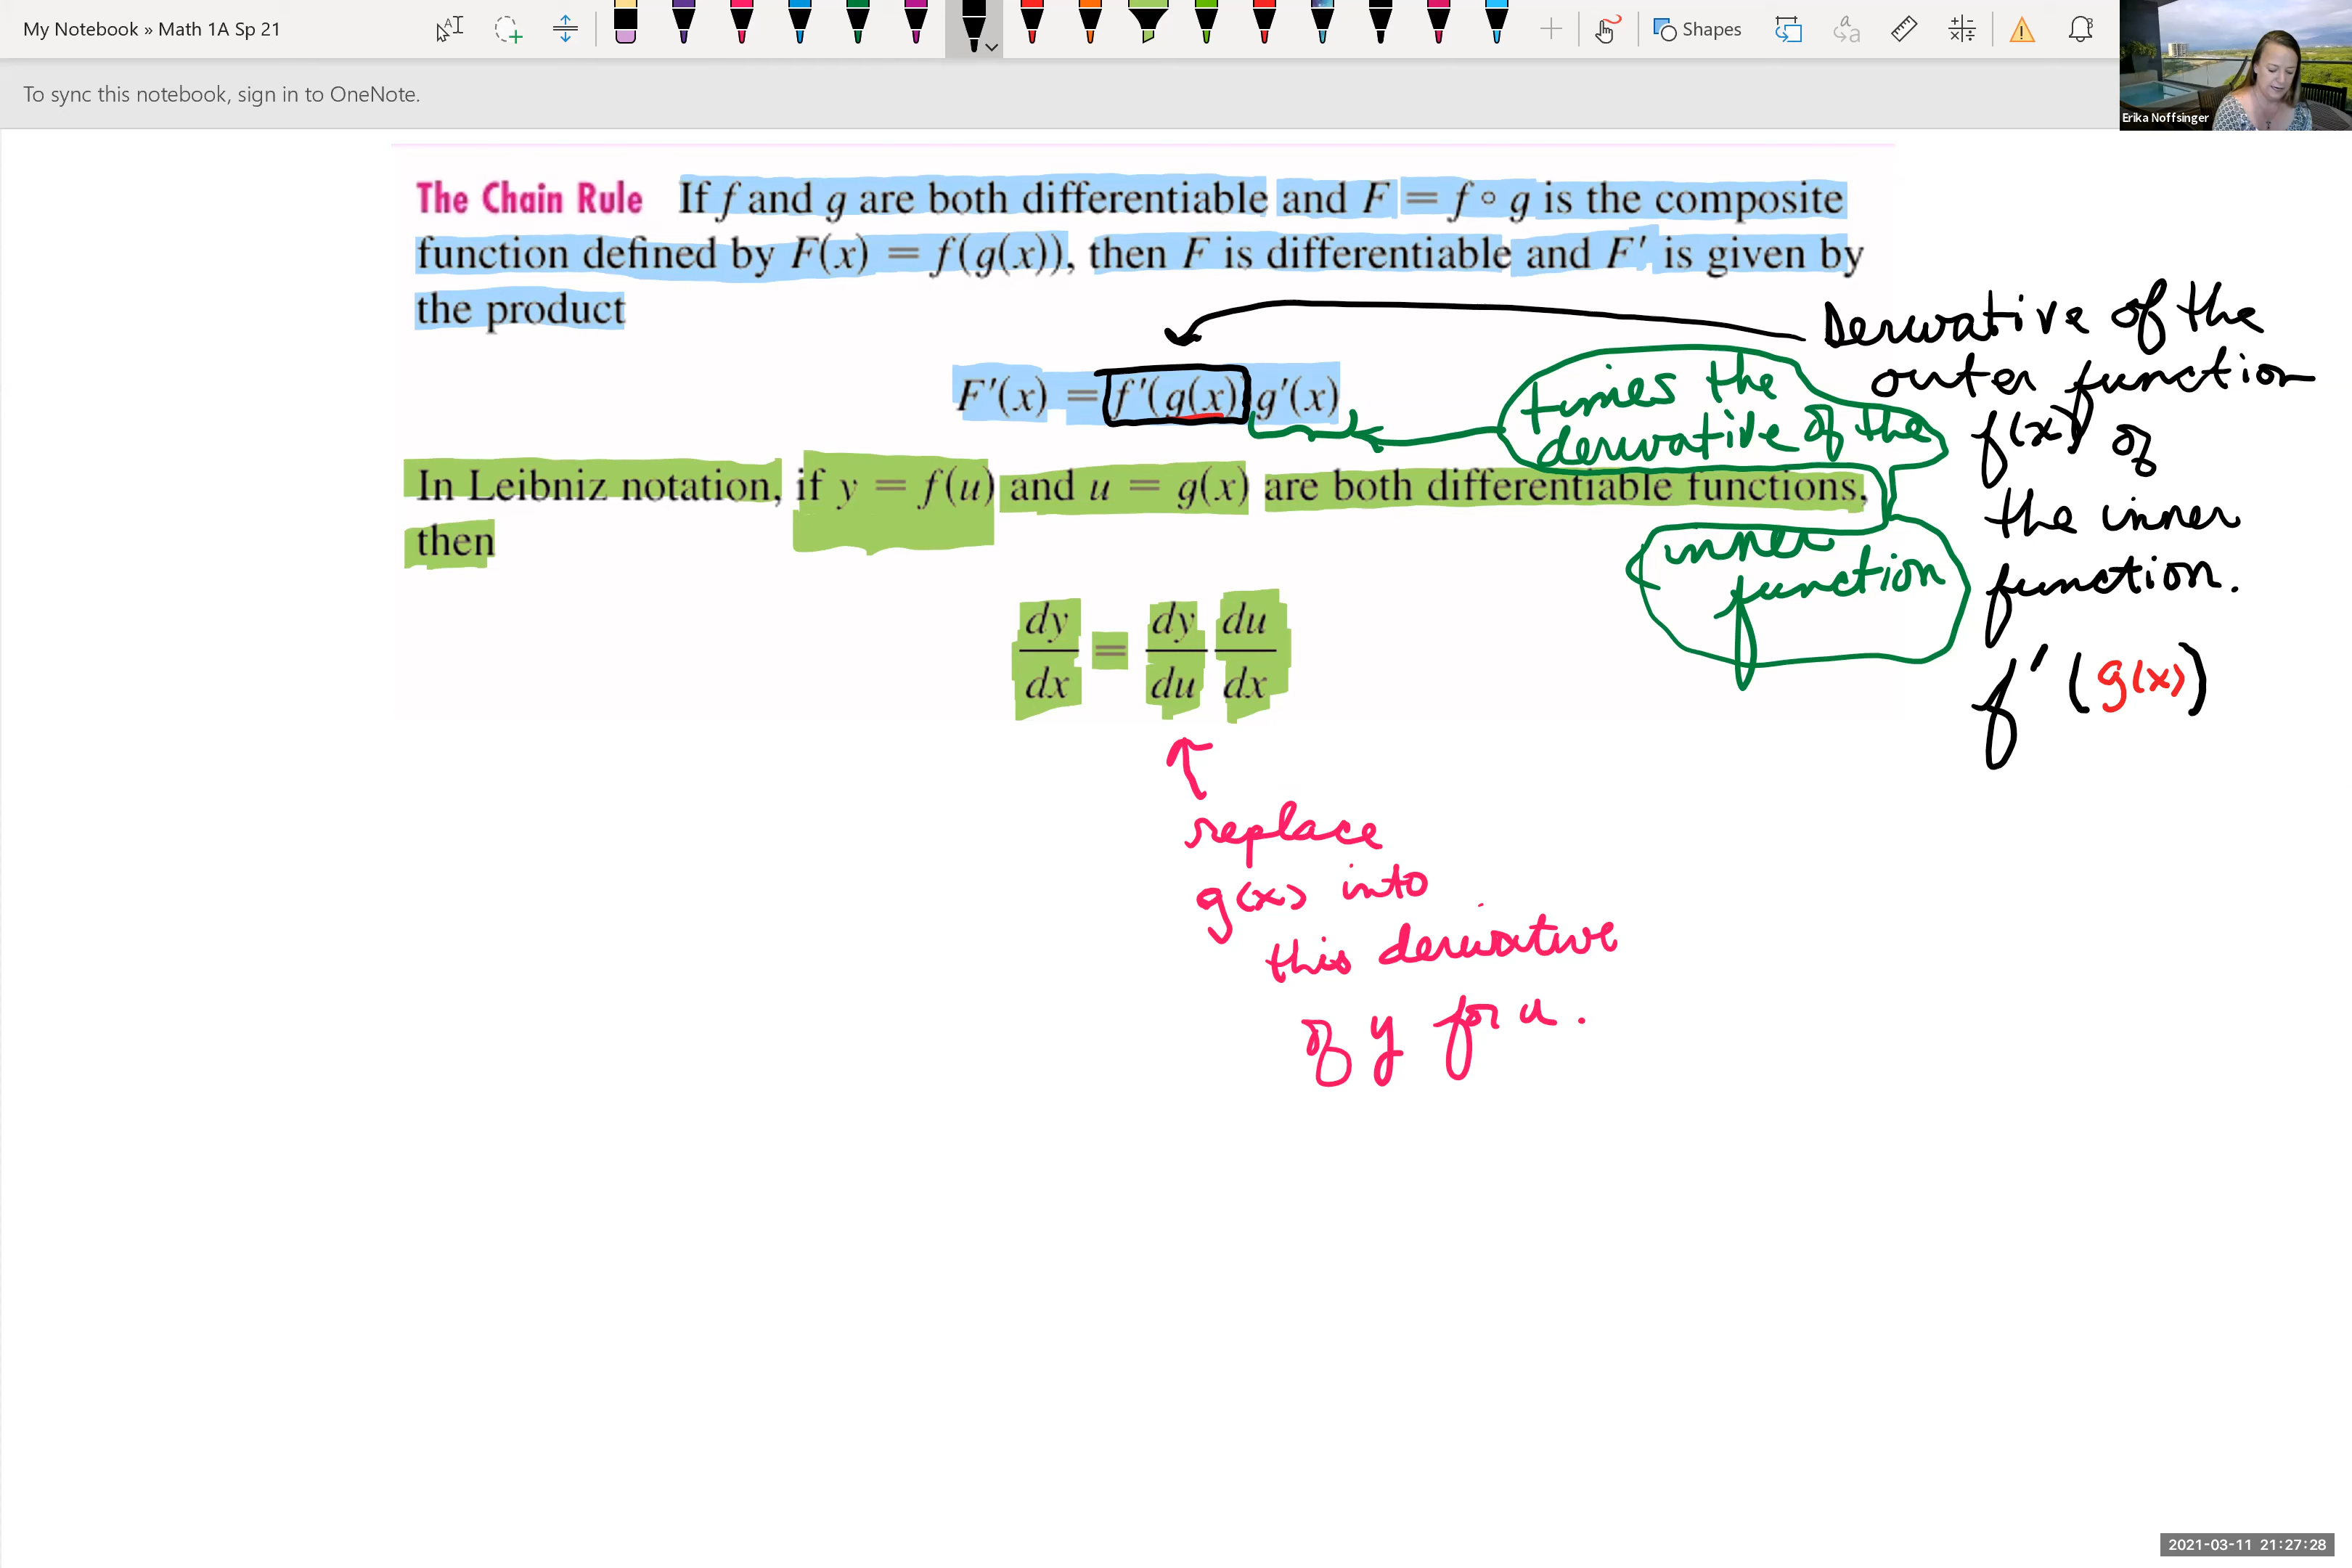 My Notebook » Math 1A Sp 21
Shapes
To sync this notebook, sign in to OneNote.
Erika Noffsinger
The Chain Rule If f and g are both differentiable and F = f ∘ g is the composite
function defined by F(x) = f(g(x)), then F is differentiable and F′ is given by
the product
F′(x) = f′(g(x)) g′(x)
Derivative of the
outer function
f(x) of
the inner
function.
f′(g(x))
times the
derivative of the
inner
function
In Leibniz notation, if y = f(u) and u = g(x) are both differentiable functions,
then
dy/dx = dy/du du/dx
replace
g(x) into
this derivative
of y for u.
2021-03-11 21:27:28